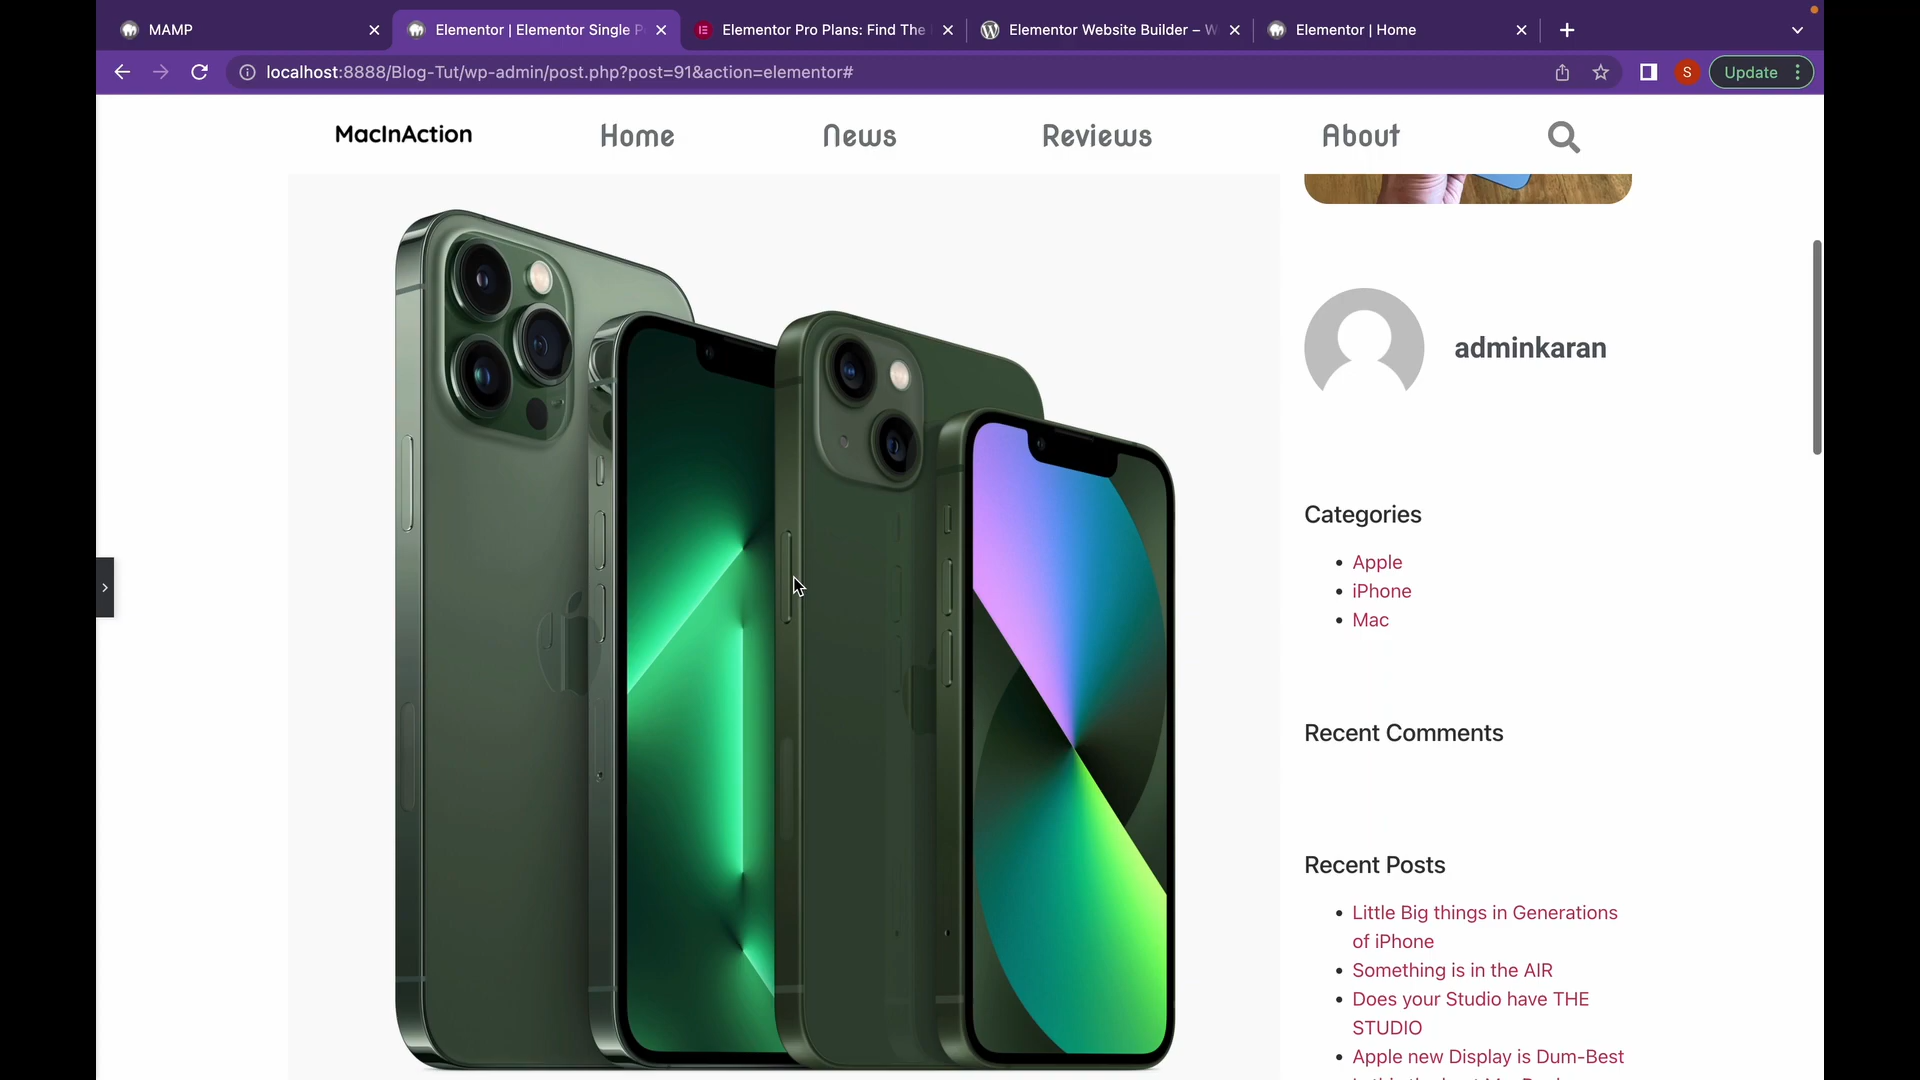 MAMP
Elementor | Elementor Single P
Elementor Pro Plans: Find The
Elementor Website Builder – W
Elementor | Home
localhost:8888/Blog-Tut/wp-admin/post.php?post=91&action=elementor#
S
Update
MacInAction
Home
News
Reviews
About
adminkaran
Categories
Apple
iPhone
Mac
Recent Comments
Recent Posts
Little Big things in Generations
of iPhone
Something is in the AIR
Does your Studio have THE
STUDIO
Apple new Display is Dum-Best